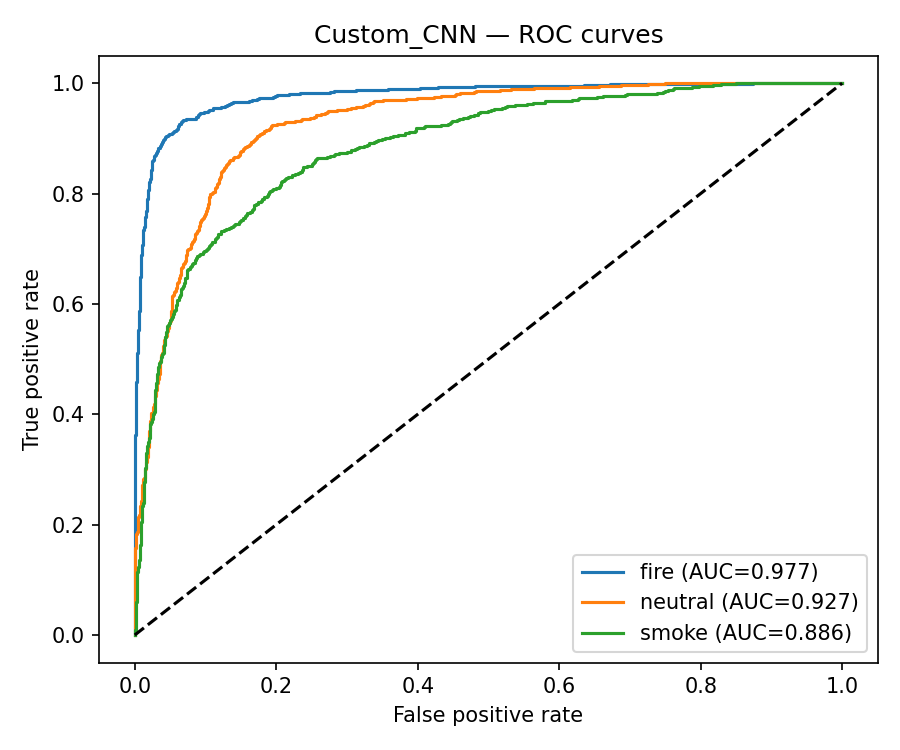 Custom_CNN — ROC curves
True positive rate
1.0
0.8
0.6
0.4
0.2
0.0
0.0 0.2 0.4 0.6 0.8 1.0
False positive rate
fire (AUC=0.977)
neutral (AUC=0.927)
smoke (AUC=0.886)